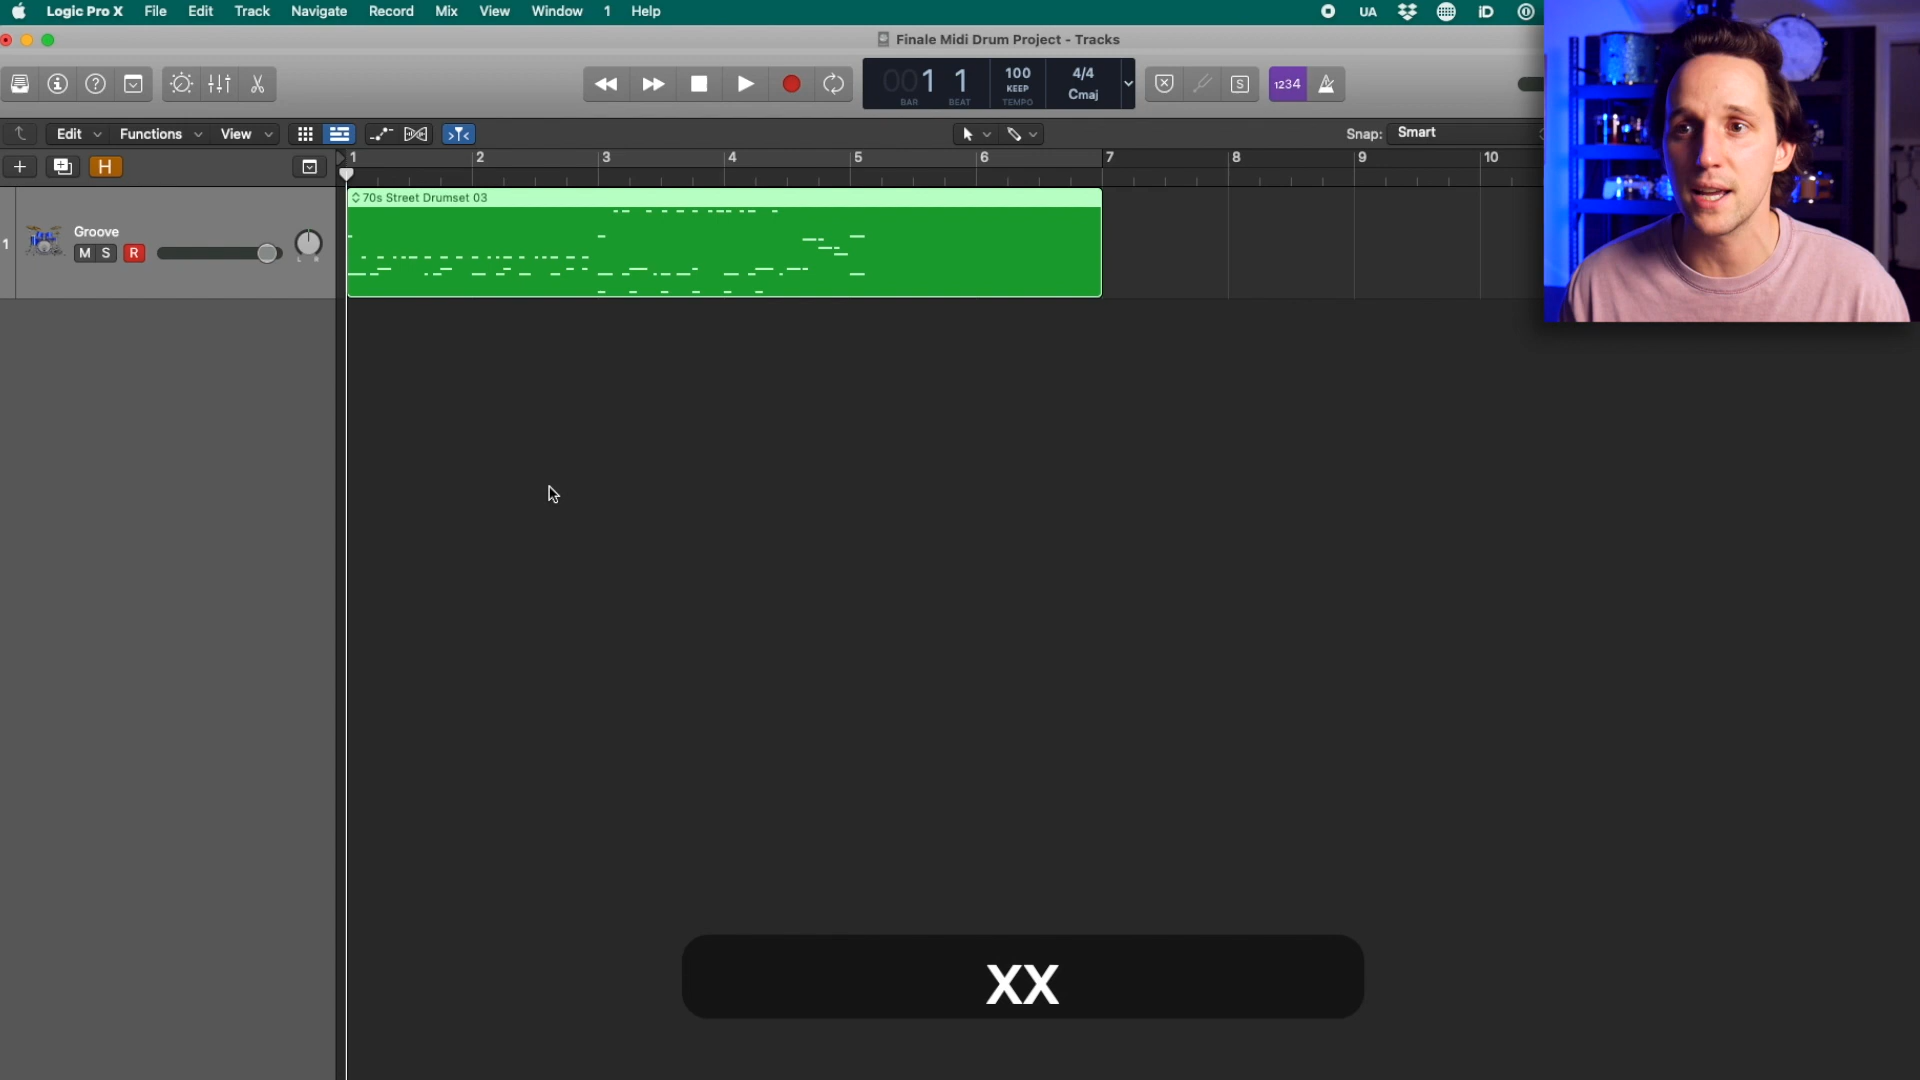 Logic Pro X File Edit Track Navigate Record Mix View Window 1 Help UA iD
Finale Midi Drum Project - Tracks
001 1 100 4/4
KEEP Cmaj
BAR BEAT TEMPO
S 1234
Edit Functions View Snap: Smart
H 1 2 3 4 5 6 7 8 9 10
70s Street Drumset 03
Groove
1 M S R
L R
XX